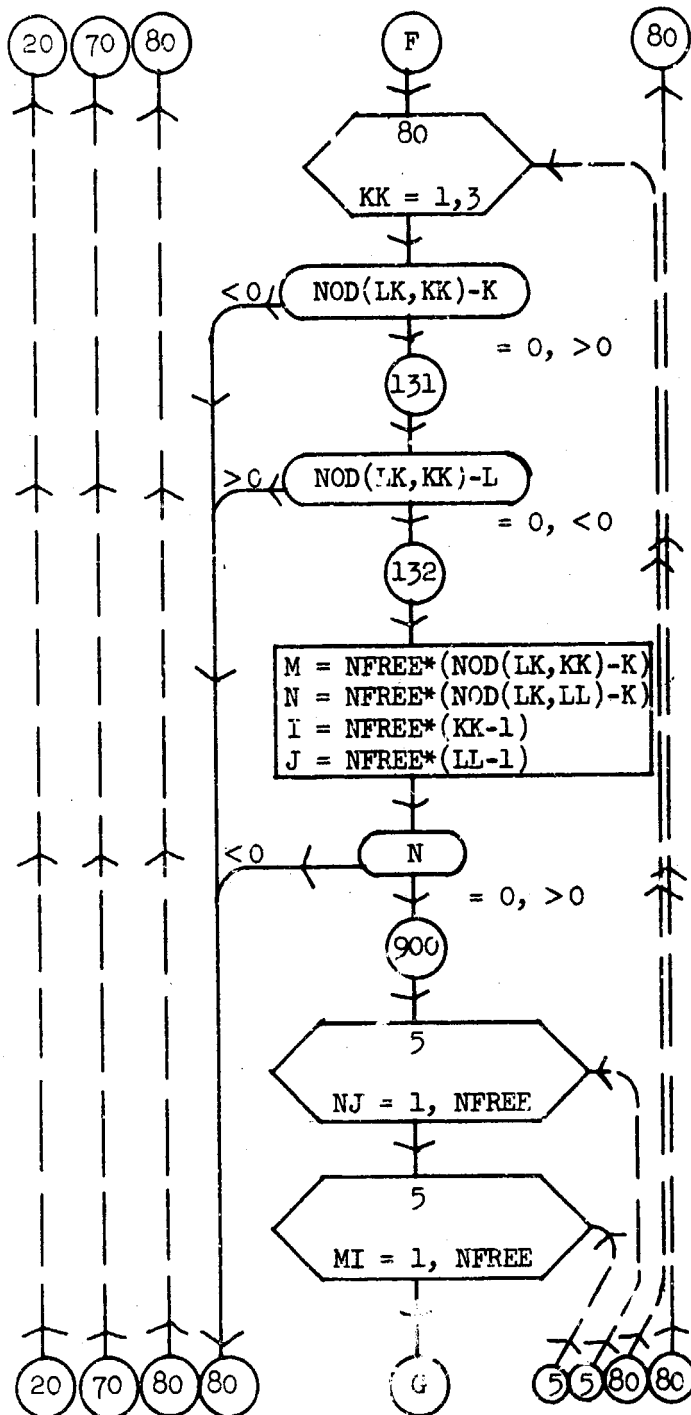 20 70 80 F 80
80
KK = 1,3
<0 NOD(LK,KK)-K
= 0, >0
131
>0 NOD(LK,KK)-L
= 0, <0
132
M = NFREE*(NOD(LK,KK)-K)
N = NFREE*(NOD(LK,LL)-K)
I = NFREE*(KK-1)
J = NFREE*(LL-1)
<0 N
= 0, >0
900
5
NJ = 1, NFREE
5
MI = 1, NFREE
20 70 80 80 G 5 5 80 80